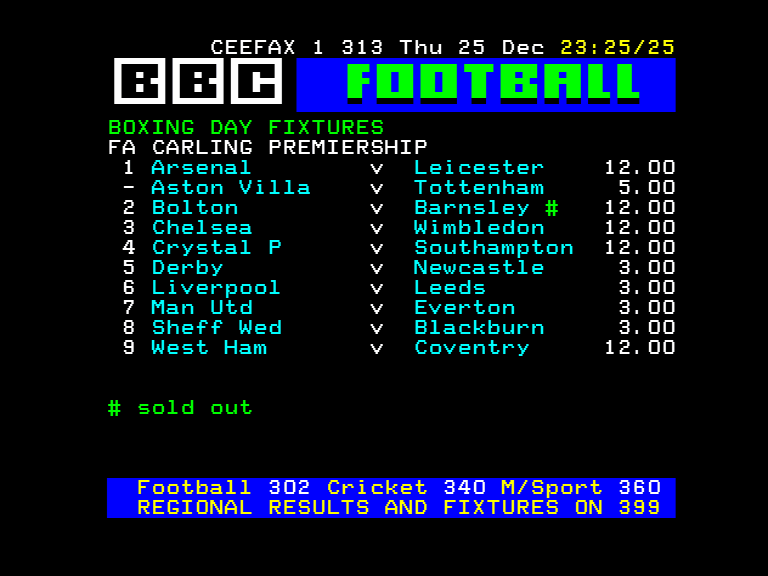 CEEFAX 1 313 Thu 25 Dec 23:25/25
BBC FOOTBALL
BOXING DAY FIXTURES
FA CARLING PREMIERSHIP
1 Arsenal v Leicester 12.00
- Aston Villa v Tottenham 5.00
2 Bolton v Barnsley # 12.00
3 Chelsea v Wimbledon 12.00
4 Crystal P v Southampton 12.00
5 Derby v Newcastle 3.00
6 Liverpool v Leeds 3.00
7 Man Utd v Everton 3.00
8 Sheff Wed v Blackburn 3.00
9 West Ham v Coventry 12.00
# sold out
Football 302 Cricket 340 M/Sport 360
REGIONAL RESULTS AND FIXTURES ON 399